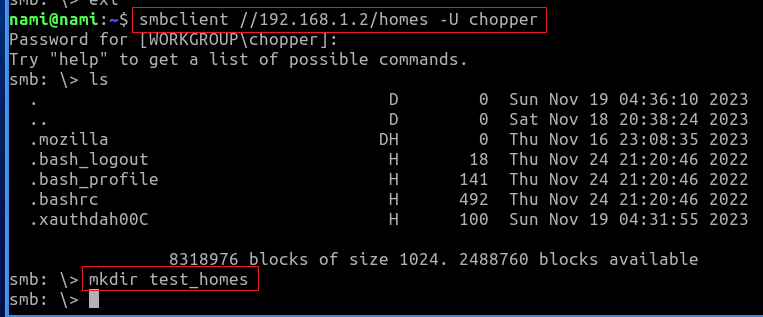 smb: \> ext
nami@nami:~$ smbclient //192.168.1.2/homes -U chopper
Password for [WORKGROUP\chopper]:
Try "help" to get a list of possible commands.
smb: \> ls
  .                                   D        0  Sun Nov 19 04:36:10 2023
  ..                                  D        0  Sat Nov 18 20:38:24 2023
  .mozilla                           DH        0  Thu Nov 16 23:08:35 2023
  .bash_logout                        H       18  Thu Nov 24 21:20:46 2022
  .bash_profile                       H      141  Thu Nov 24 21:20:46 2022
  .bashrc                             H      492  Thu Nov 24 21:20:46 2022
  .xauthdah00C                        H      100  Sun Nov 19 04:31:55 2023
8318976 blocks of size 1024. 2488760 blocks available
smb: \> mkdir test_homes
smb: \>